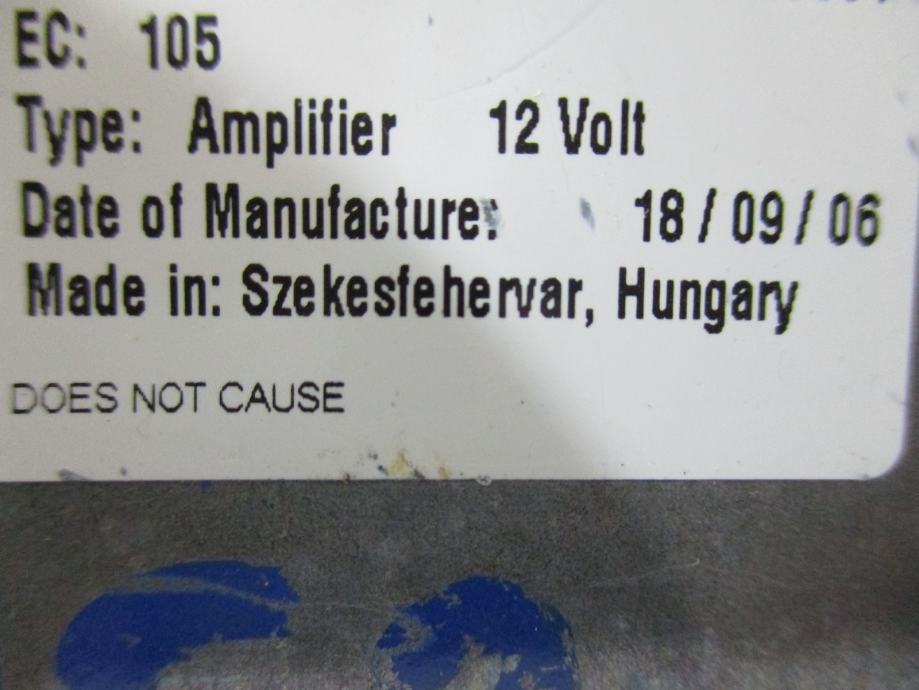 EC: 105
Type: Amplifier 12 Volt
Date of Manufacture: 18 / 09 / 06
Made in: Szekesfehervar, Hungary
DOES NOT CAUSE